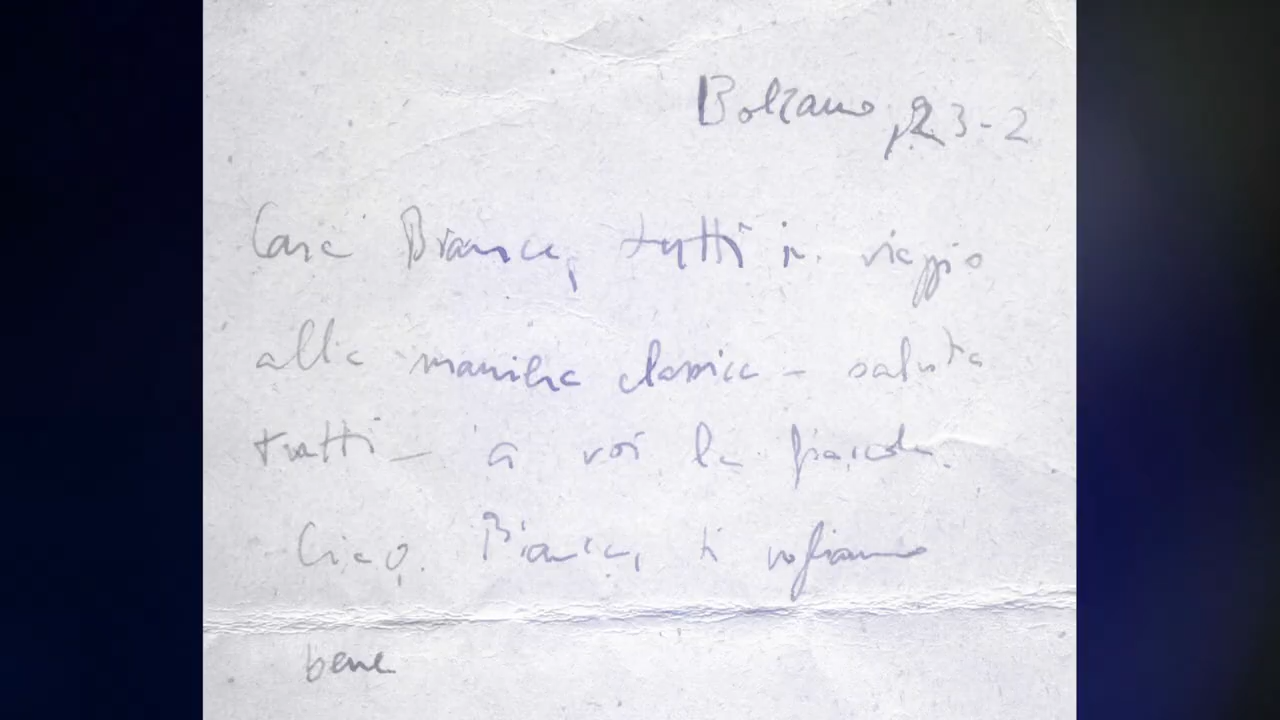 Bolzano, 23-2
Cara Bianca, tutti in viaggio
alla maniera classica - saluta
tutti - a voi la
Ciao, Bianca, ti vogliamo
bene